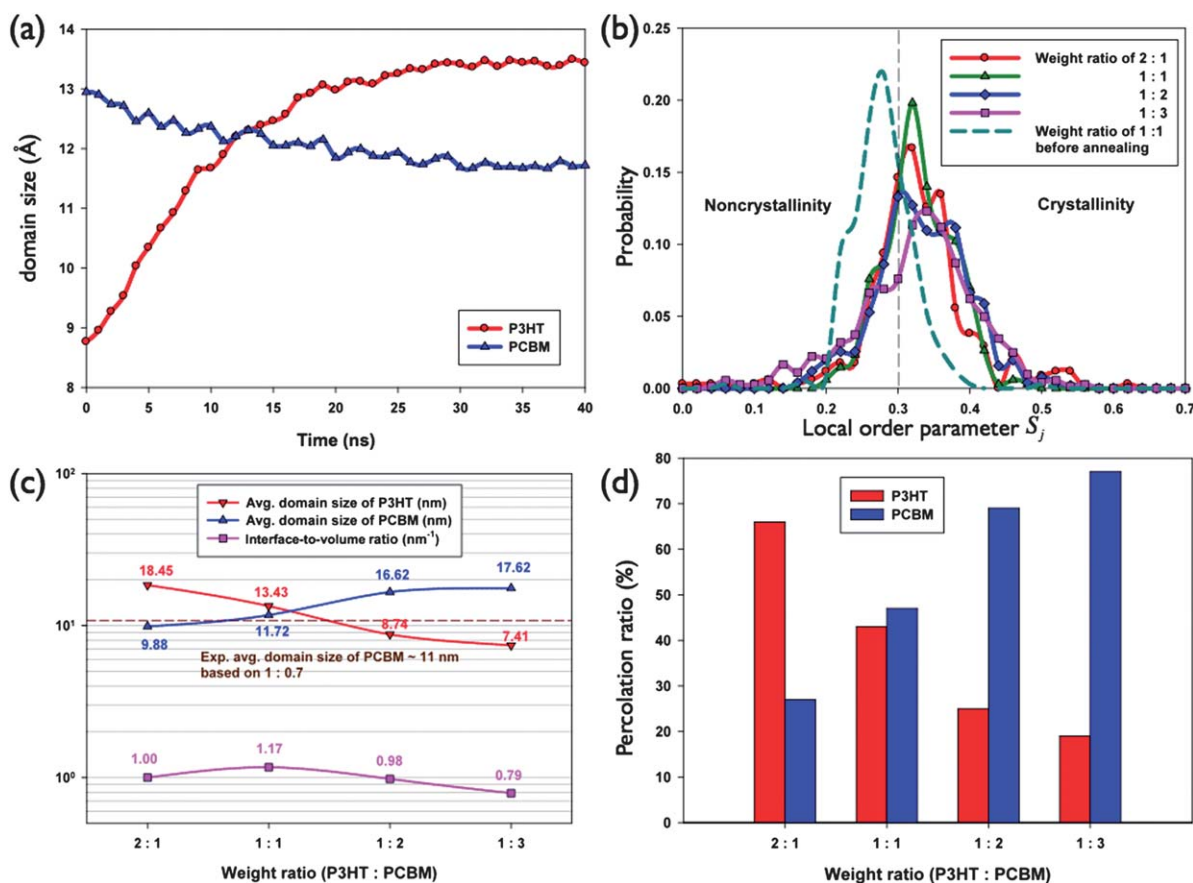 (a)
14
13
12
11
10
9
8
domain size (Å)
P3HT
PCBM
0
5
10
15
20
25
30
35
40
Time (ns)
(b)
0.25
0.20
0.15
0.10
0.05
0.00
Probability
Weight ratio of 2 : 1
1 : 1
1 : 2
1 : 3
Weight ratio of 1 :1
before annealing
Noncrystallinity
Crystallinity
0.0
0.1
0.2
0.3
0.4
0.5
0.6
0.7
Local order parameter Sj
(c)
10²
10¹
10⁰
Avg. domain size of P3HT (nm)
Avg. domain size of PCBM (nm)
Interface-to-volume ratio (nm⁻¹)
18.45
13.43
16.62
17.62
9.88
11.72
8.74
7.41
Exp. avg. domain size of PCBM ~ 11 nm
based on 1 : 0.7
1.00
1.17
0.98
0.79
2 : 1
1 : 1
1 : 2
1 : 3
Weight ratio (P3HT : PCBM)
(d)
80
70
60
50
40
30
20
10
0
Percolation ratio (%)
P3HT
PCBM
2 : 1
1 : 1
1 : 2
1 : 3
Weight ratio (P3HT : PCBM)